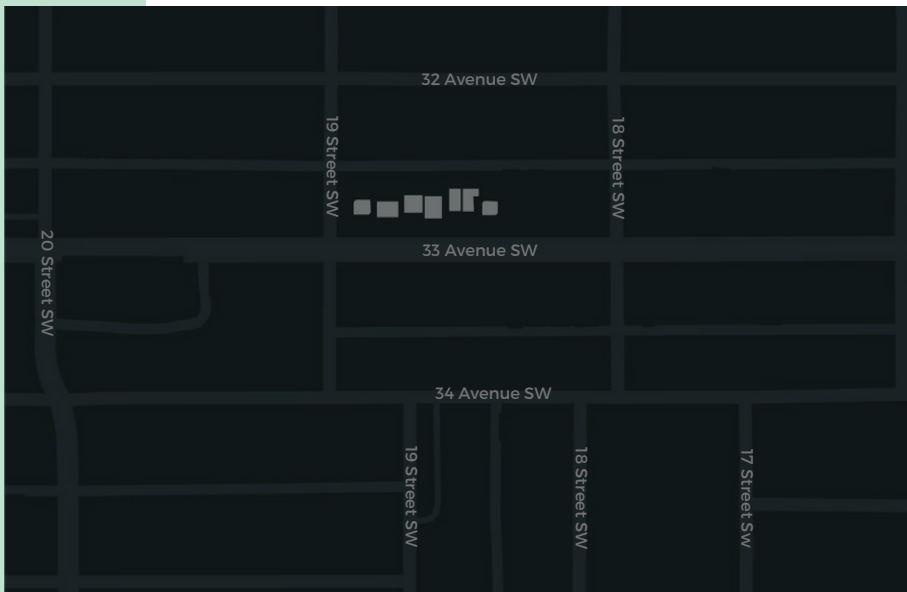 32 Avenue SW
19 Street SW
18 Street SW
33 Avenue SW
20 Street SW
34 Avenue SW
19 Street SW
18 Street SW
17 Street SW